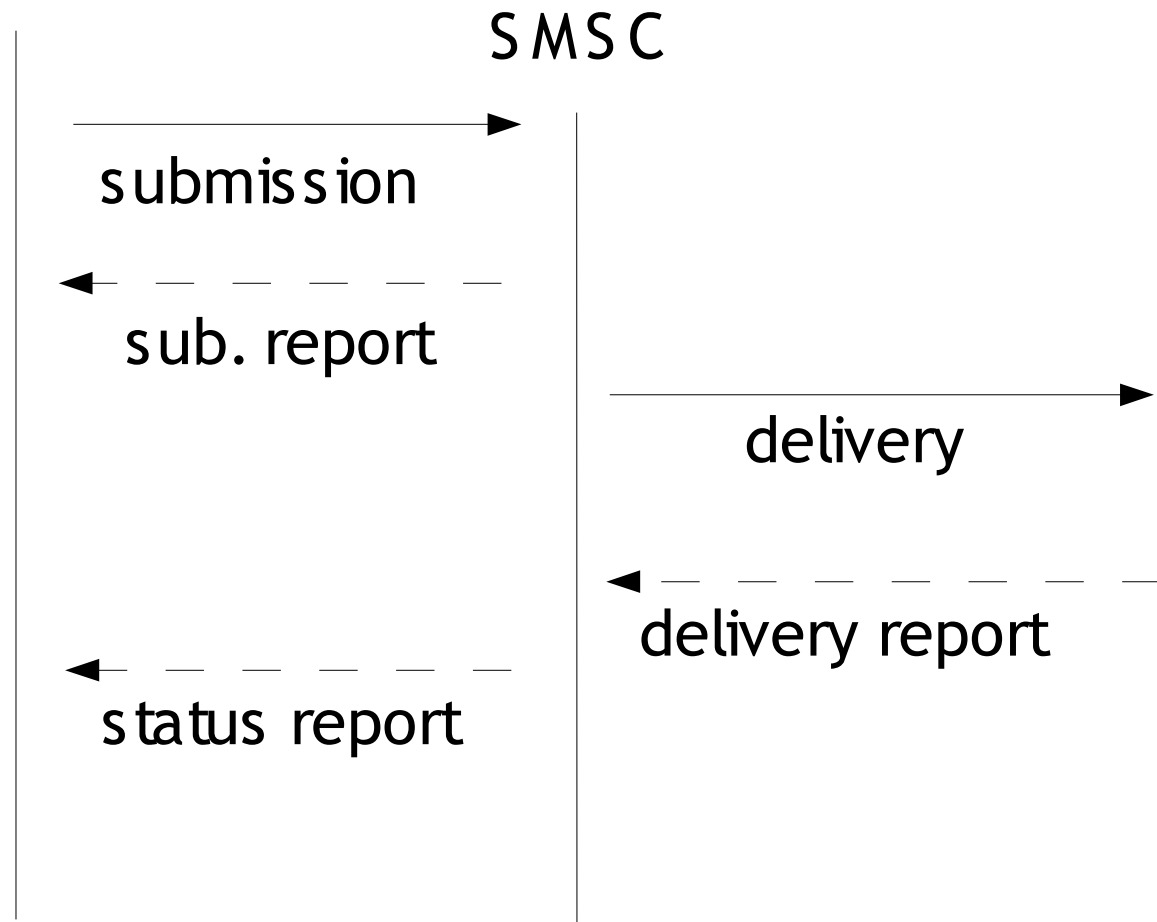 SMSC
submission
sub. report
delivery
delivery report
status report